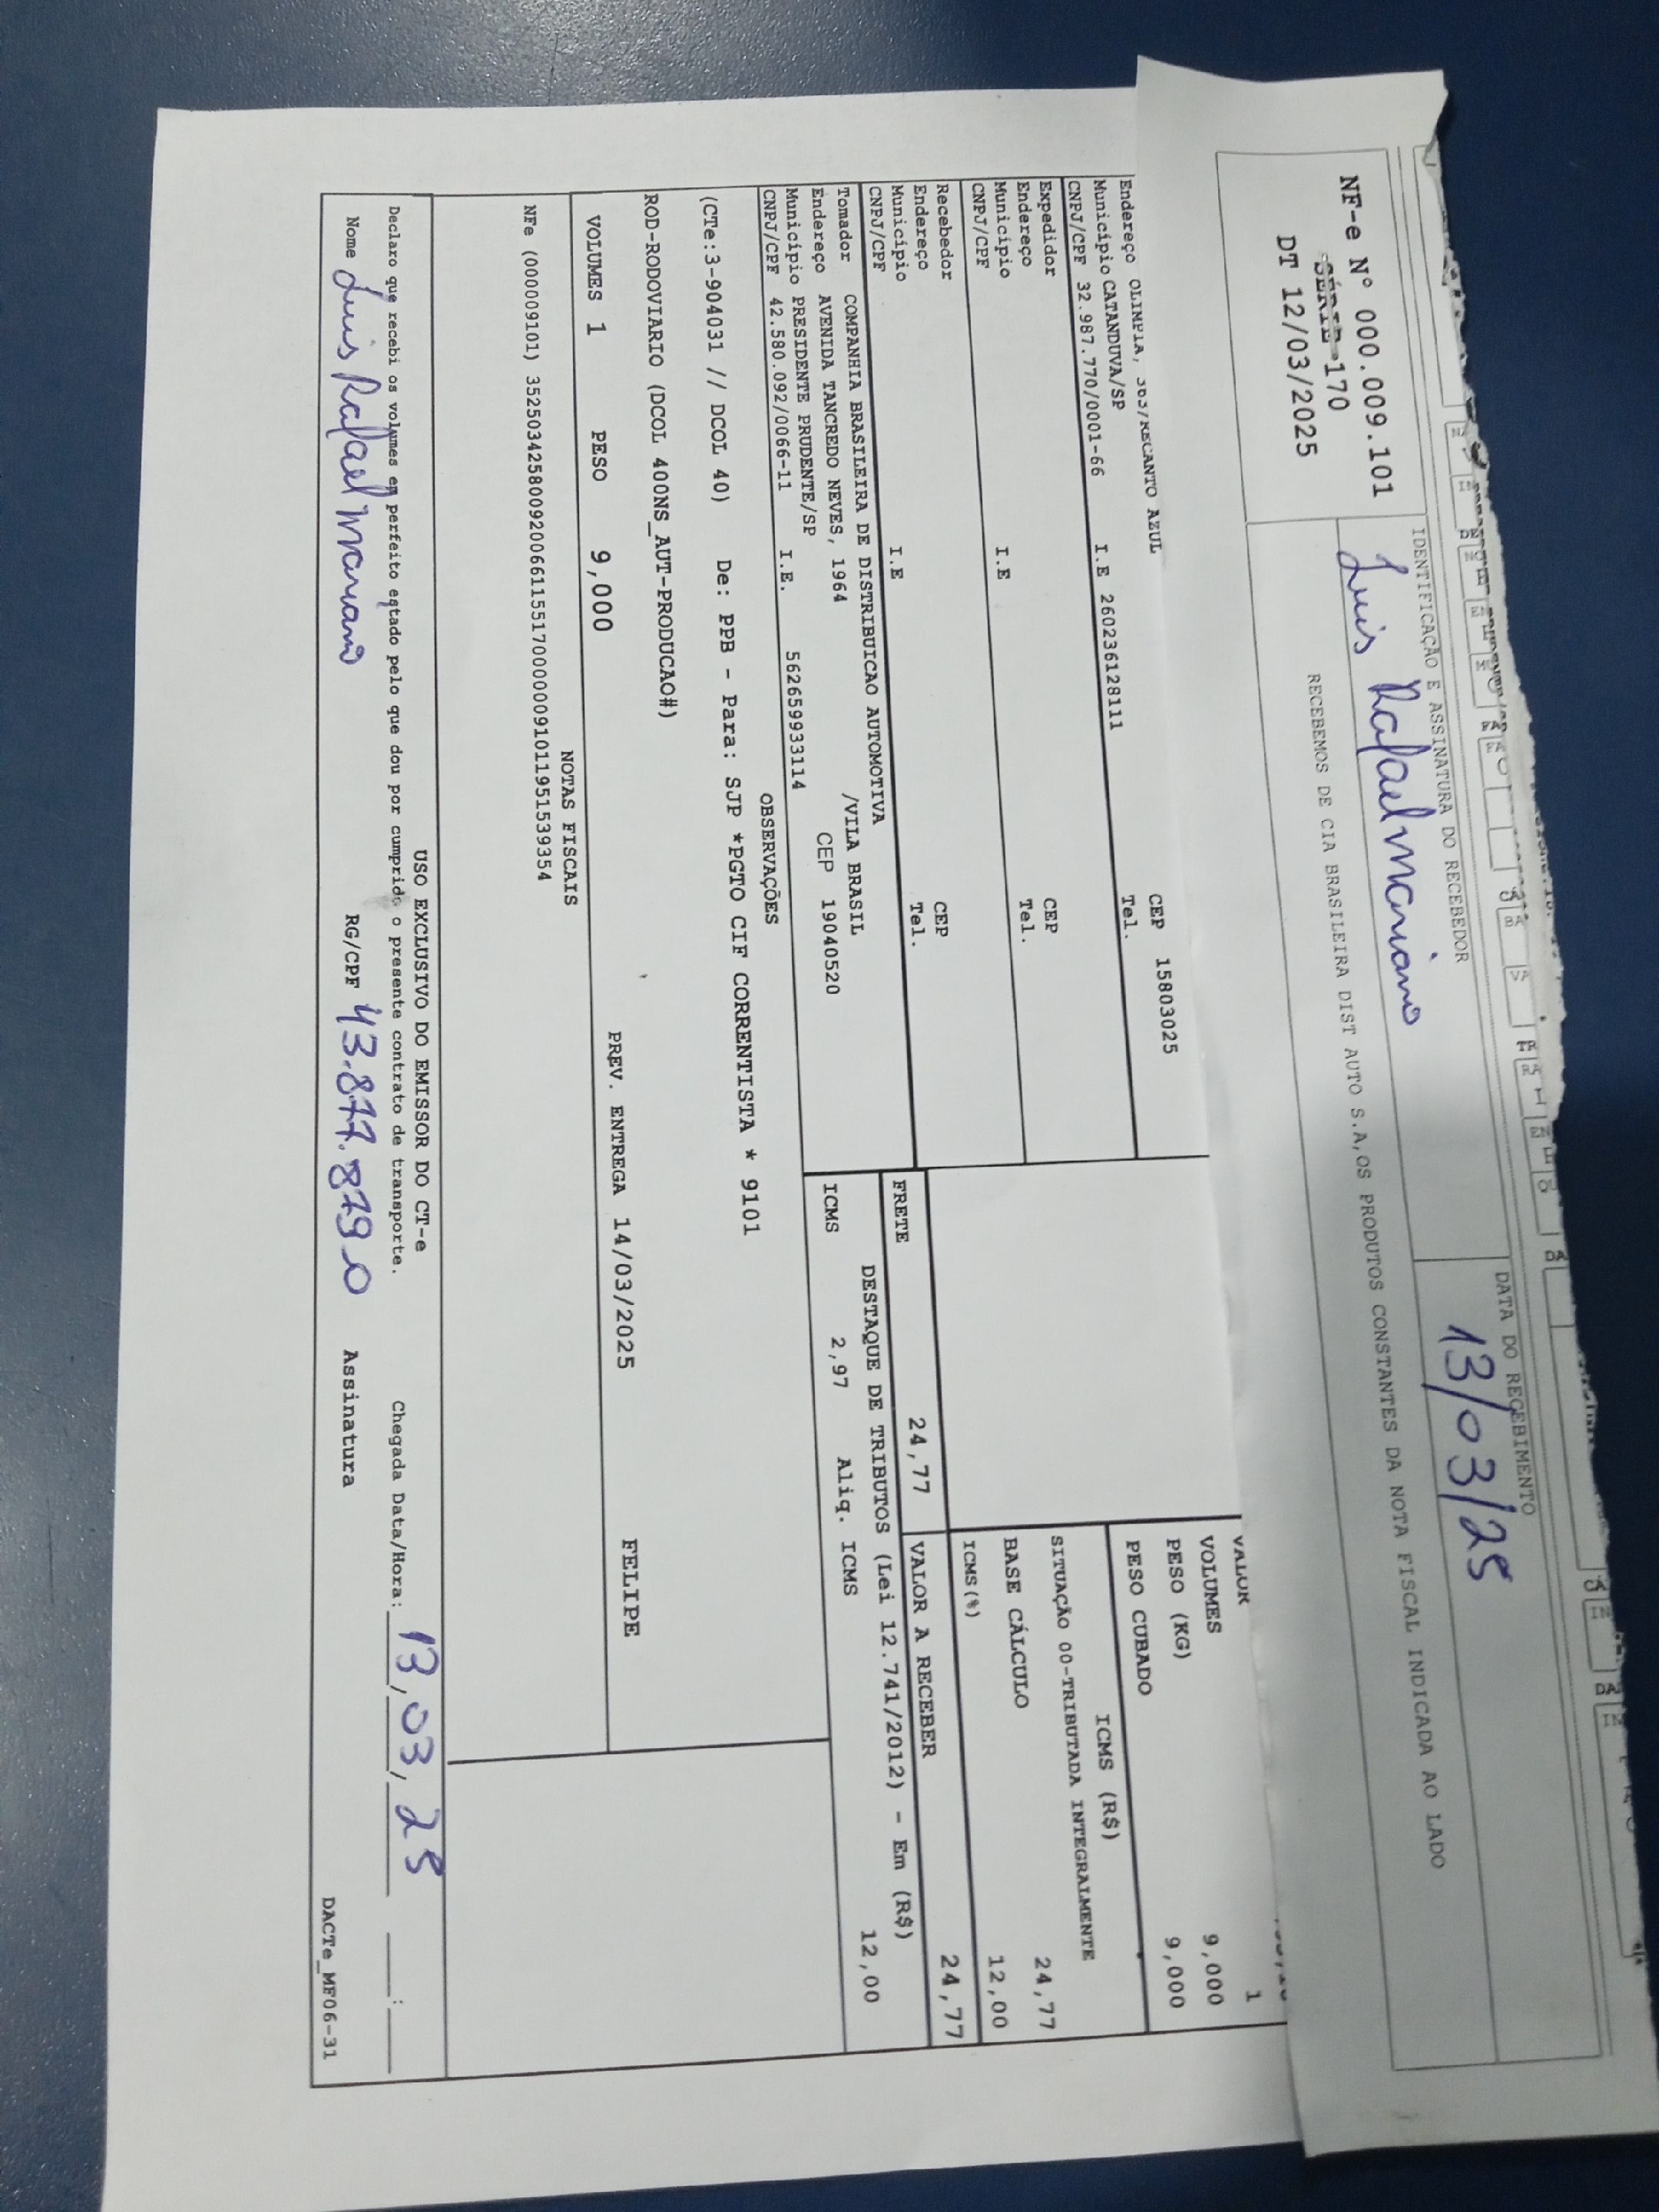 NF-e Nº 000.009.101
SÉRIE 170
DT 12/03/2025
IDENTIFICAÇÃO E ASSINATURA DO RECEBEDOR
Luis Rafael Mariano
DATA DO RECEBIMENTO
13/03/25
RECEBEMOS DE CIA BRASILEIRA DIST AUTO S.A, OS PRODUTOS CONSTANTES DA NOTA FISCAL INDICADA AO LADO
Endereço OLIMPIA, 303/RECANTO AZUL
Município CATANDUVA/SP CEP 15803025
CNPJ/CPF 32.987.770/0001-66 I.E 260236128111 Tel.
Expedidor
Endereço CEP
Município I.E Tel.
CNPJ/CPF
Recebedor
Endereço CEP
Município I.E Tel.
CNPJ/CPF
Tomador COMPANHIA BRASILEIRA DE DISTRIBUICAO AUTOMOTIVA
Endereço AVENIDA TANCREDO NEVES, 1964 /VILA BRASIL
Município PRESIDENTE PRUDENTE/SP CEP 19040520
CNPJ/CPF 42.580.092/0066-11 I.E. 562659933114
VALOR
VOLUMES 1
PESO (KG) 9,000
PESO CUBADO 9,000
ICMS (R$)
SITUAÇÃO 00-TRIBUTADA INTEGRALMENTE
BASE CÁLCULO 24,77
ICMS(%) 12,00
FRETE 24,77 VALOR A RECEBER 24,77
DESTAQUE DE TRIBUTOS (Lei 12.741/2012) - Em (R$)
ICMS 2,97 Aliq. ICMS 12,00
OBSERVAÇÕES
(CTe:3-904031 // DCOL 40) De: PPB - Para: SJP *PGTO CIF CORRENTISTA * 9101
ROD-RODOVIARIO (DCOL 400NS_AUT-PRODUCAO#)
VOLUMES 1 PESO 9,000 PREV. ENTREGA 14/03/2025 FELIPE
NOTAS FISCAIS
NFe (000009101) 35250342580092006611551700000091011951539354
USO EXCLUSIVO DO EMISSOR DO CT-e
Declaro que recebi os volumes em perfeito estado pelo que dou por cumprido o presente contrato de transporte. Chegada Data/Hora: 13/03/25 __:__
Nome Luis Rafael Mariano RG/CPF 43.877.879 0 Assinatura
DACTe_MF06-31